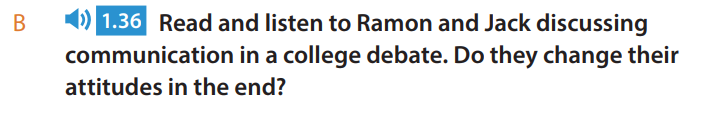 B 1.36 Read and listen to Ramon and Jack discussing
communication in a college debate. Do they change their
attitudes in the end?